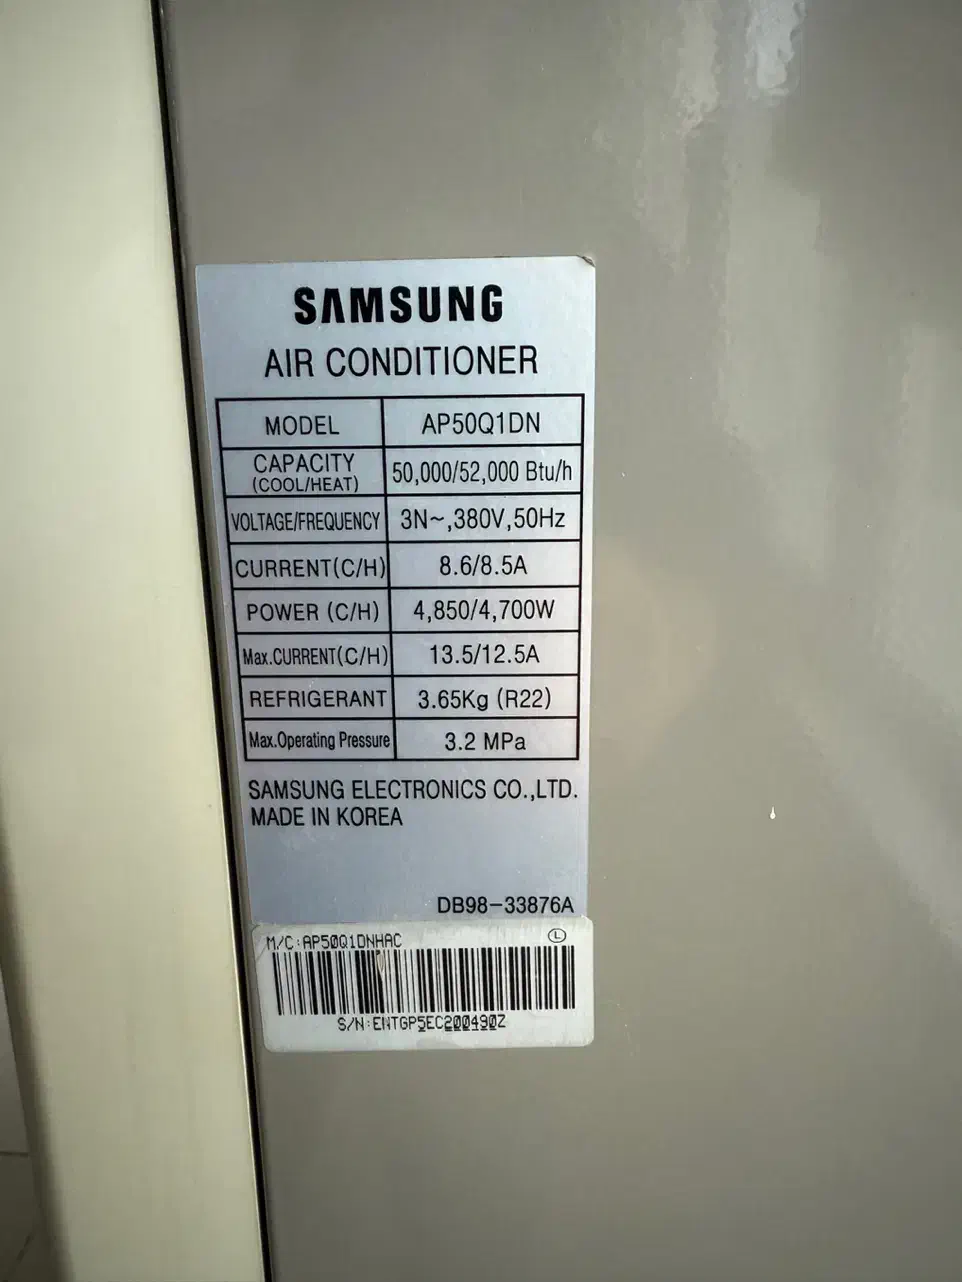 SAMSUNG
AIR CONDITIONER
MODEL AP50Q1DN
CAPACITY (COOL/HEAT) 50,000/52,000 Btu/h
VOLTAGE/FREQUENCY 3N~,380V,50Hz
CURRENT(C/H) 8.6/8.5A
POWER (C/H) 4,850/4,700W
Max.CURRENT(C/H) 13.5/12.5A
REFRIGERANT 3.65Kg (R22)
Max.Operating Pressure 3.2 MPa
SAMSUNG ELECTRONICS CO.,LTD.
MADE IN KOREA
DB98-33876A
M/C:AP50Q1DNHAC Ⓛ
S/N:ENTGP5EC200490Z